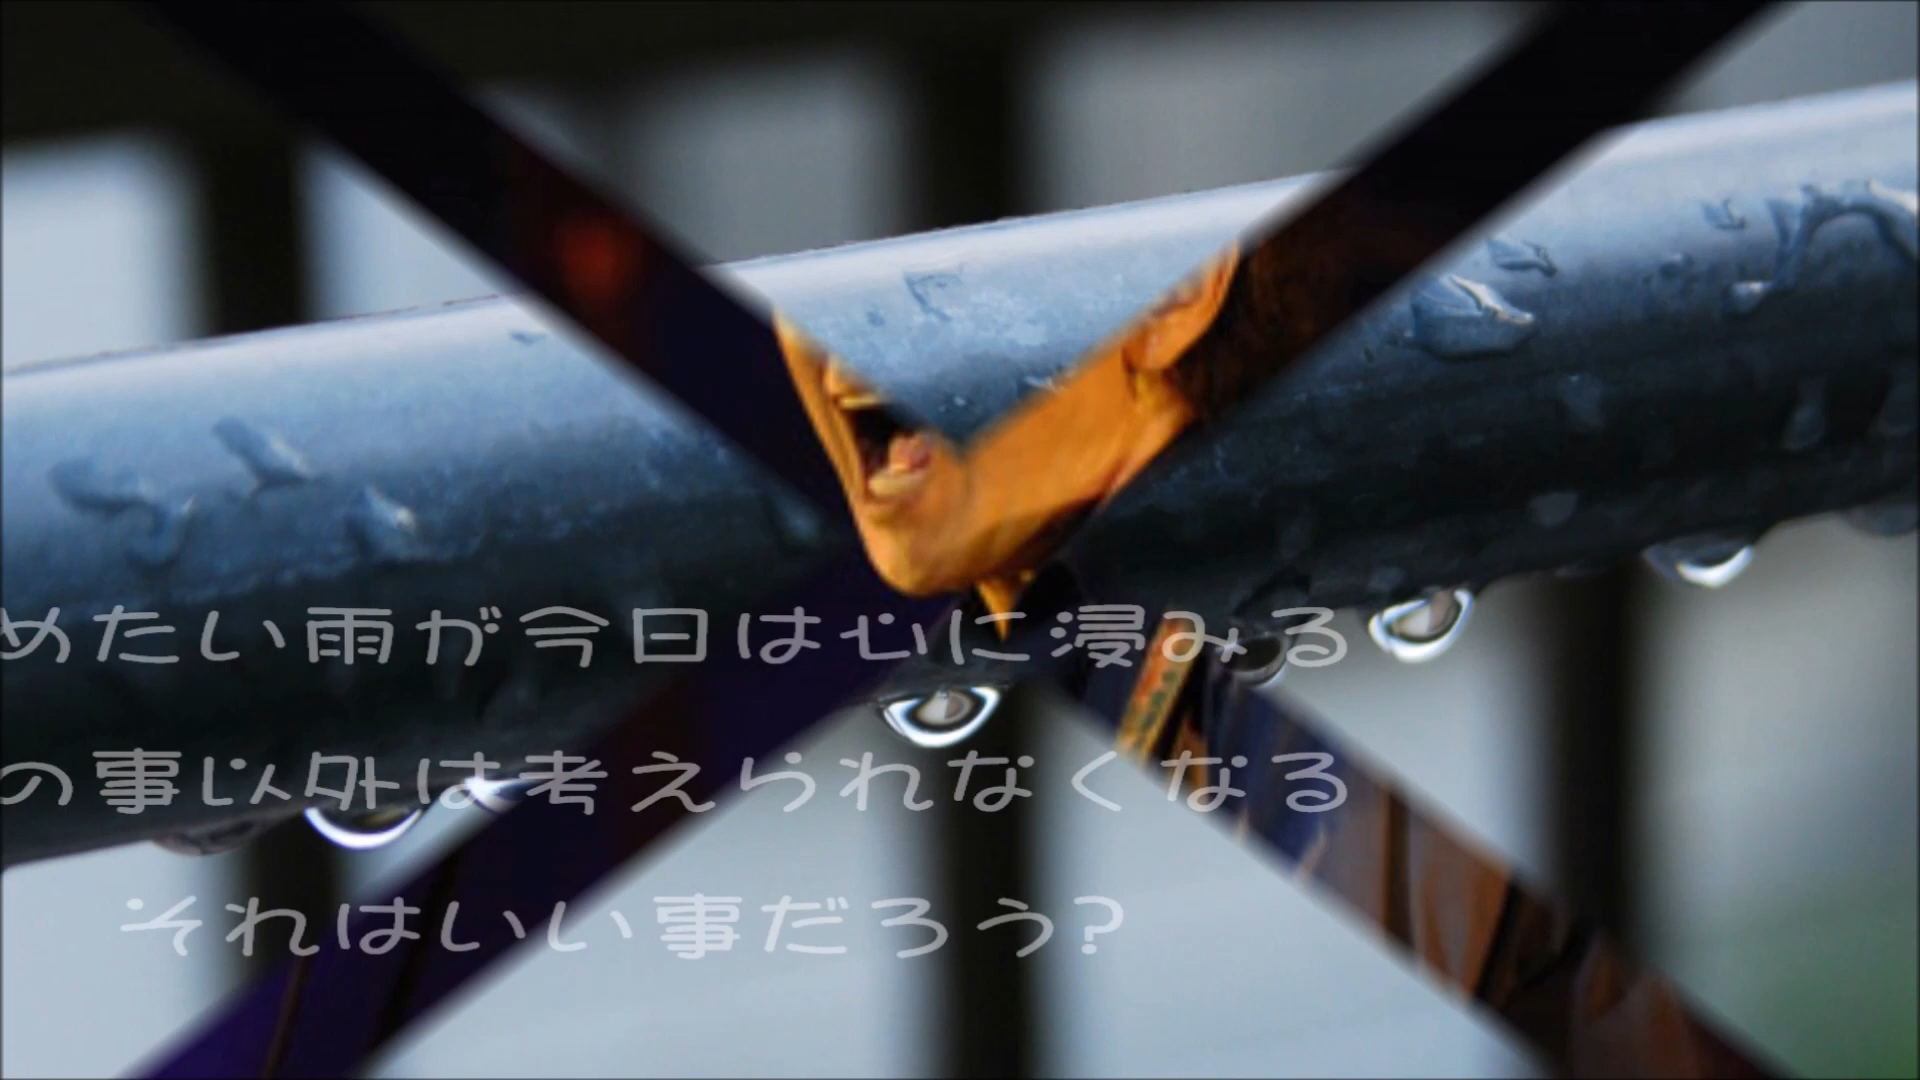 めたい雨が今日は心に浸みる
の事以外は考えられなくなる
それはいい事だろう?